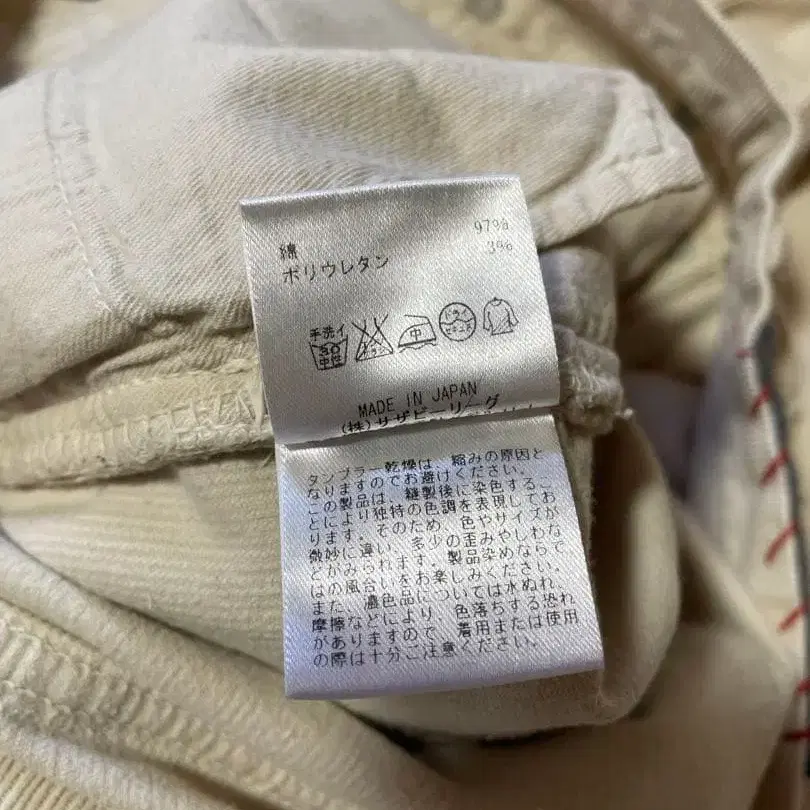 綿 97%
ポリウレタン 3%
手洗イ
中性
中
ドライ
セキユ系
MADE IN JAPAN
(株)サザビーリーグ
タンブラー乾燥は、縮みの原因と
なりますのでお避けください。
この製品は、縫製後に染色するこ
とにより独特の色調を表現してお
ります。そのため、色やサイズが
微妙に違い、多少の歪みやしわな
どがみられます。製品染めならで
はの風合いをお楽しみください。
また、濃色品については水ぬれ、
摩擦などにより、色落ちする恐れ
がありますので、着用または使用
の際は十分ご注意ください。